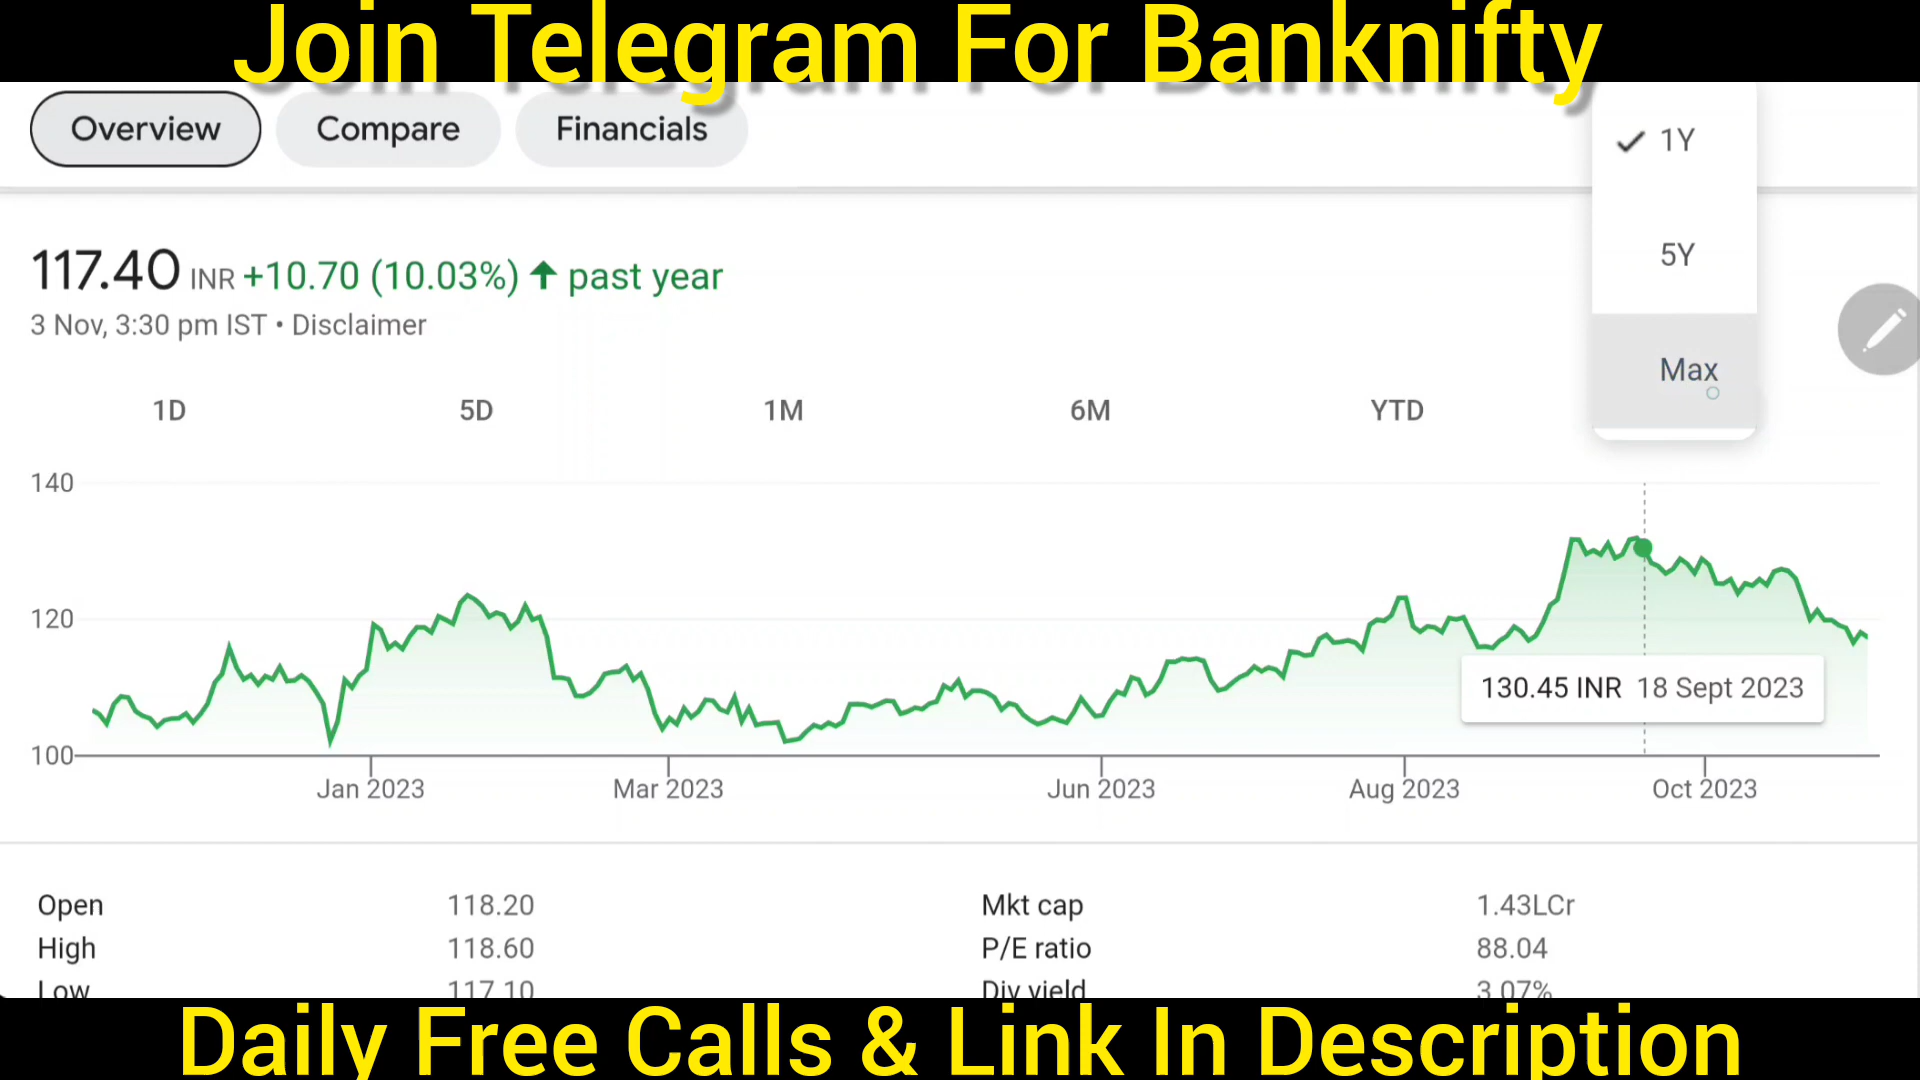 Join Telegram For Banknifty
Overview Compare Financials
✓ 1Y
5Y
Max
117.40 INR +10.70 (10.03%) ↑ past year
3 Nov, 3:30 pm IST • Disclaimer
1D 5D 1M 6M YTD
140
120
100
130.45 INR 18 Sept 2023
Jan 2023 Mar 2023 Jun 2023 Aug 2023 Oct 2023
Open 118.20 Mkt cap 1.43LCr
High 118.60 P/E ratio 88.04
Low 117.10 Div yield 3.07%
Daily Free Calls & Link In Description